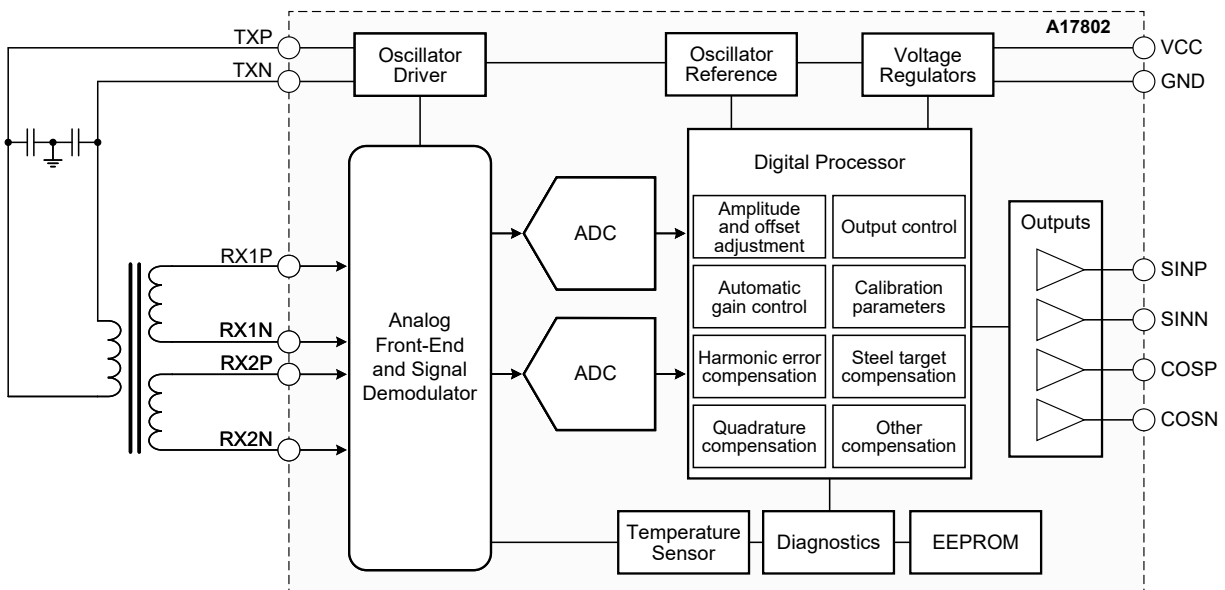 A17802
TXP
TXN
Oscillator
Driver
Oscillator
Reference
Voltage
Regulators
VCC
GND
Digital Processor
Amplitude
and offset
adjustment
Output control
Automatic
gain control
Calibration
parameters
Harmonic error
compensation
Steel target
compensation
Quadrature
compensation
Other
compensation
ADC
ADC
RX1P
RX1N
RX2P
RX2N
Analog
Front-End
and Signal
Demodulator
Outputs
SINP
SINN
COSP
COSN
Temperature
Sensor
Diagnostics
EEPROM